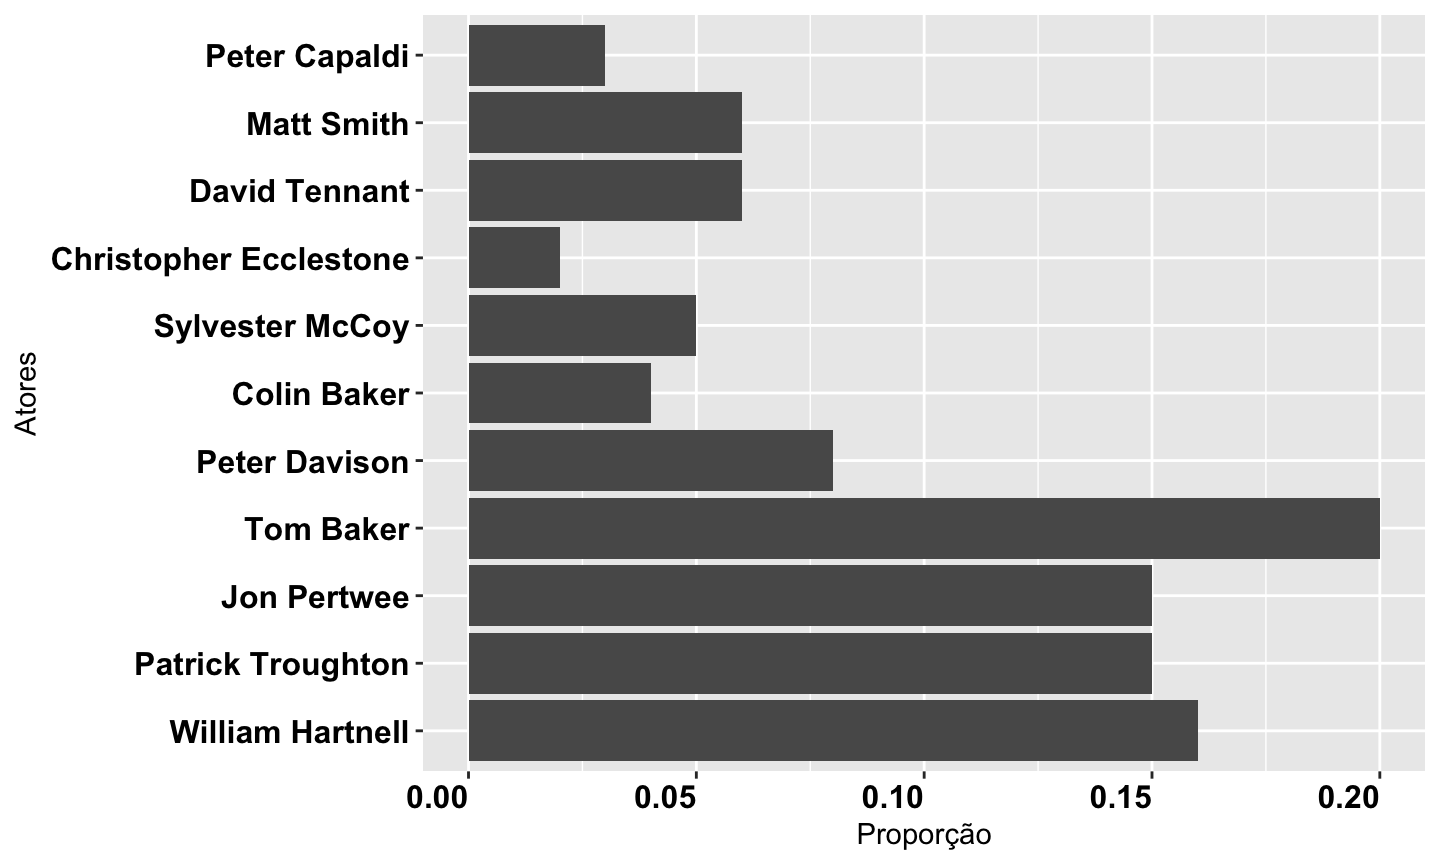 Peter Capaldi
Matt Smith
David Tennant
Christopher Ecclestone
Sylvester McCoy
Colin Baker
Peter Davison
Tom Baker
Jon Pertwee
Patrick Troughton
William Hartnell
Atores
0.00 0.05 0.10 0.15 0.20
Proporção